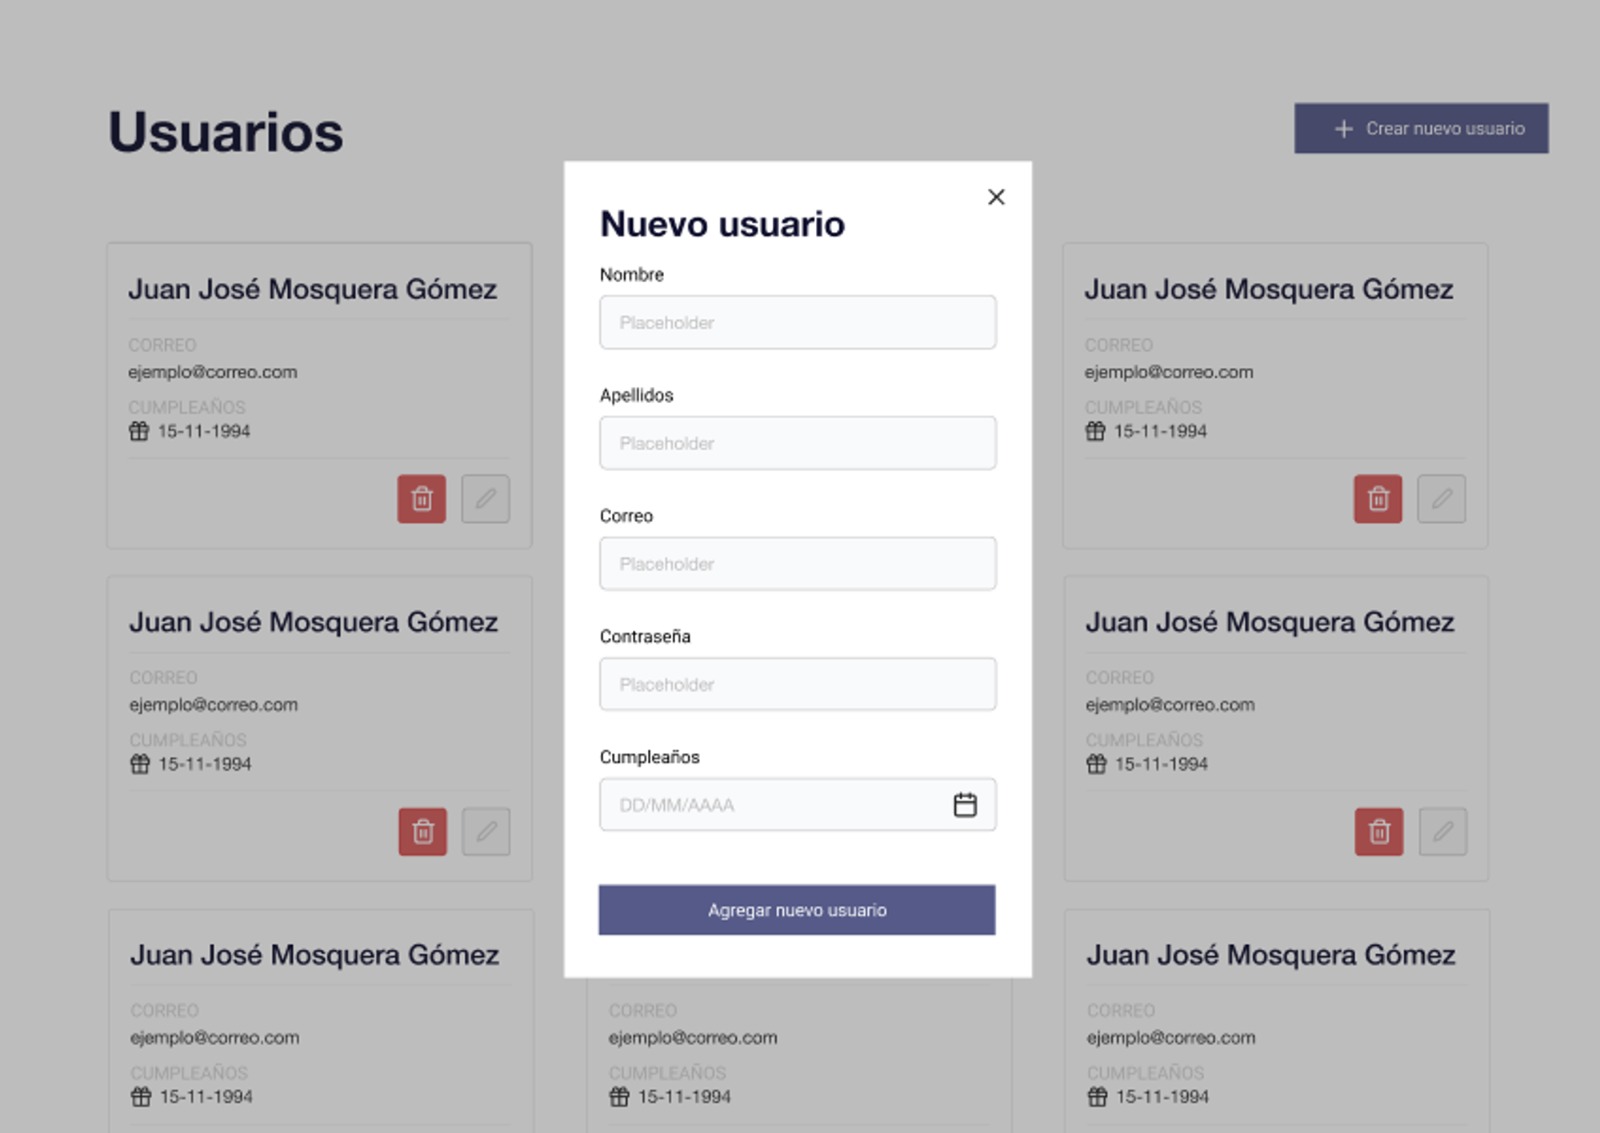 Usuarios
Crear nuevo usuario
Nuevo usuario
Nombre
Placeholder
Apellidos
Placeholder
Correo
Placeholder
Contraseña
Placeholder
Cumpleaños
DD/MM/AAAA
Agregar nuevo usuario
Juan José Mosquera Gómez
CORREO
ejemplo@correo.com
CUMPLEAÑOS
15-11-1994
Juan José Mosquera Gómez
CORREO
ejemplo@correo.com
CUMPLEAÑOS
15-11-1994
Juan José Mosquera Gómez
CORREO
ejemplo@correo.com
CUMPLEAÑOS
15-11-1994
Juan José Mosquera Gómez
CORREO
ejemplo@correo.com
CUMPLEAÑOS
15-11-1994
Juan José Mosquera Gómez
CORREO
ejemplo@correo.com
CUMPLEAÑOS
15-11-1994
CORREO
ejemplo@correo.com
CUMPLEAÑOS
15-11-1994
Juan José Mosquera Gómez
CORREO
ejemplo@correo.com
CUMPLEAÑOS
15-11-1994